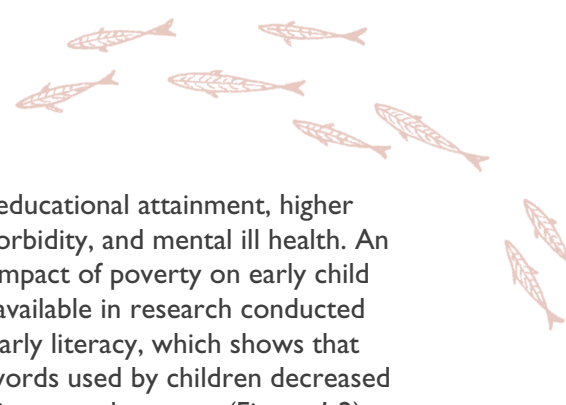 educational attainment, higher
orbidity, and mental ill health. An
mpact of poverty on early child
available in research conducted
arly literacy, which shows that
words used by children decreased